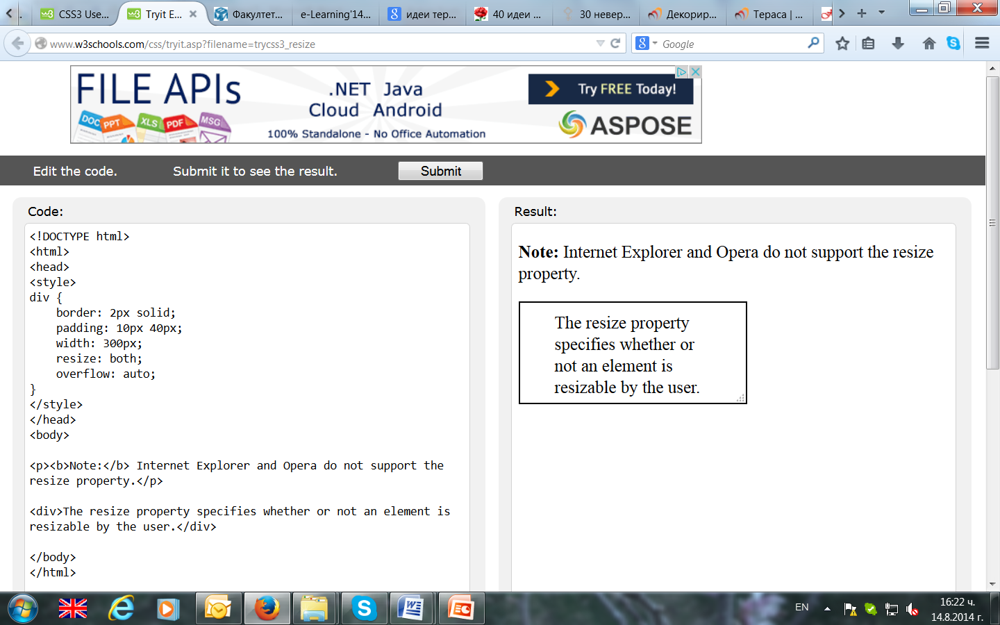 CSS3 Use...
Tryit E...
Факултет...
e-Learning'14...
идеи тер...
40 идеи ...
30 невер...
Декорир...
Тераса | ...
www.w3schools.com/css/tryit.asp?filename=trycss3_resize
Google
FILE APIs
DOC PPT XLS PDF MSG
.NET Java
Cloud Android
100% Standalone - No Office Automation
Try FREE Today!
ASPOSE
Edit the code.
Submit it to see the result.
Submit
Code:
<!DOCTYPE html>
<html>
<head>
<style>
div {
    border: 2px solid;
    padding: 10px 40px;
    width: 300px;
    resize: both;
    overflow: auto;
}
</style>
</head>
<body>
<p><b>Note:</b> Internet Explorer and Opera do not support the
resize property.</p>
<div>The resize property specifies whether or not an element is
resizable by the user.</div>
</body>
</html>
Result:
Note: Internet Explorer and Opera do not support the resize
property.
The resize property
specifies whether or
not an element is
resizable by the user.
EN
16:22 ч.
14.8.2014 г.